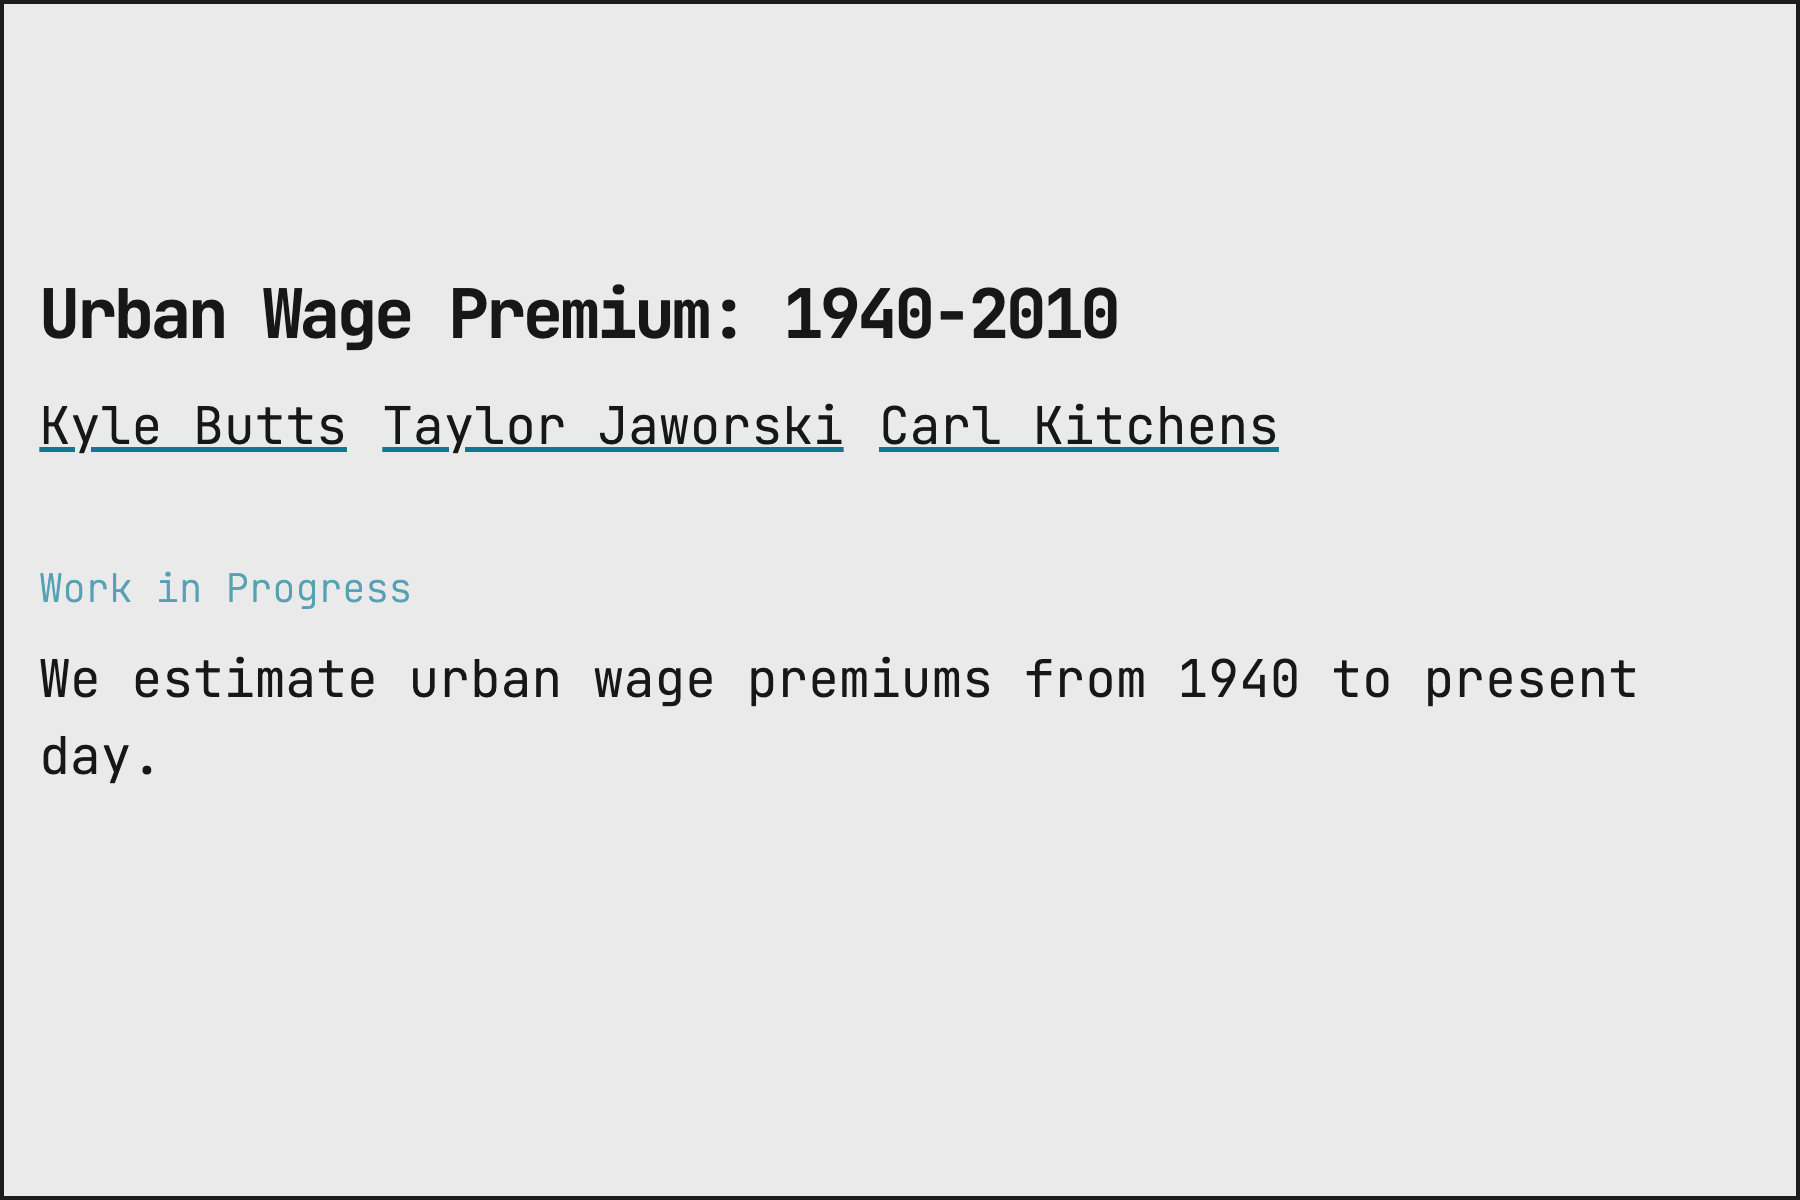 Urban Wage Premium: 1940-2010
Kyle Butts Taylor Jaworski Carl Kitchens
Work in Progress
We estimate urban wage premiums from 1940 to present
day.